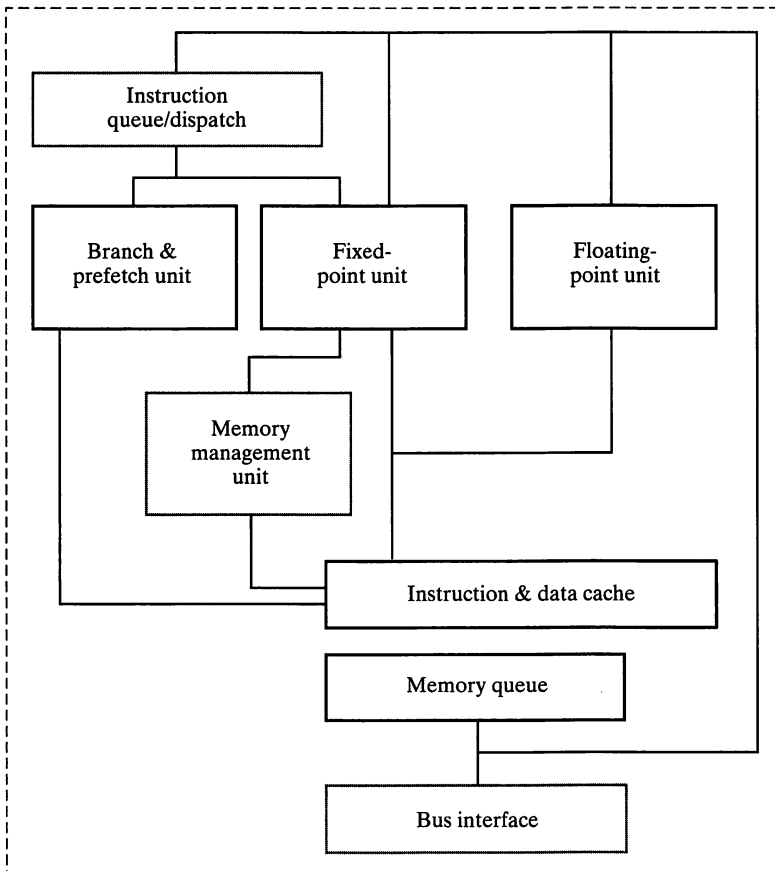 Instruction
queue/dispatch
Branch &
prefetch unit
Fixed-
point unit
Floating-
point unit
Memory
management
unit
Instruction & data cache
Memory queue
Bus interface